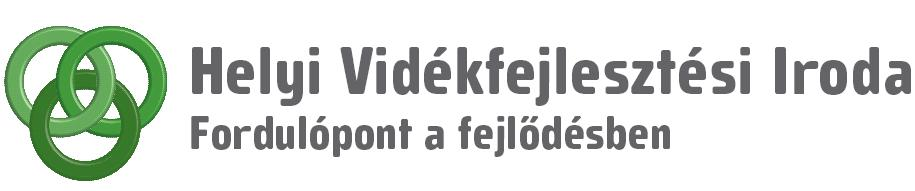 Helyi Vidékfejlesztési Iroda
Fordulópont a fejlődésben